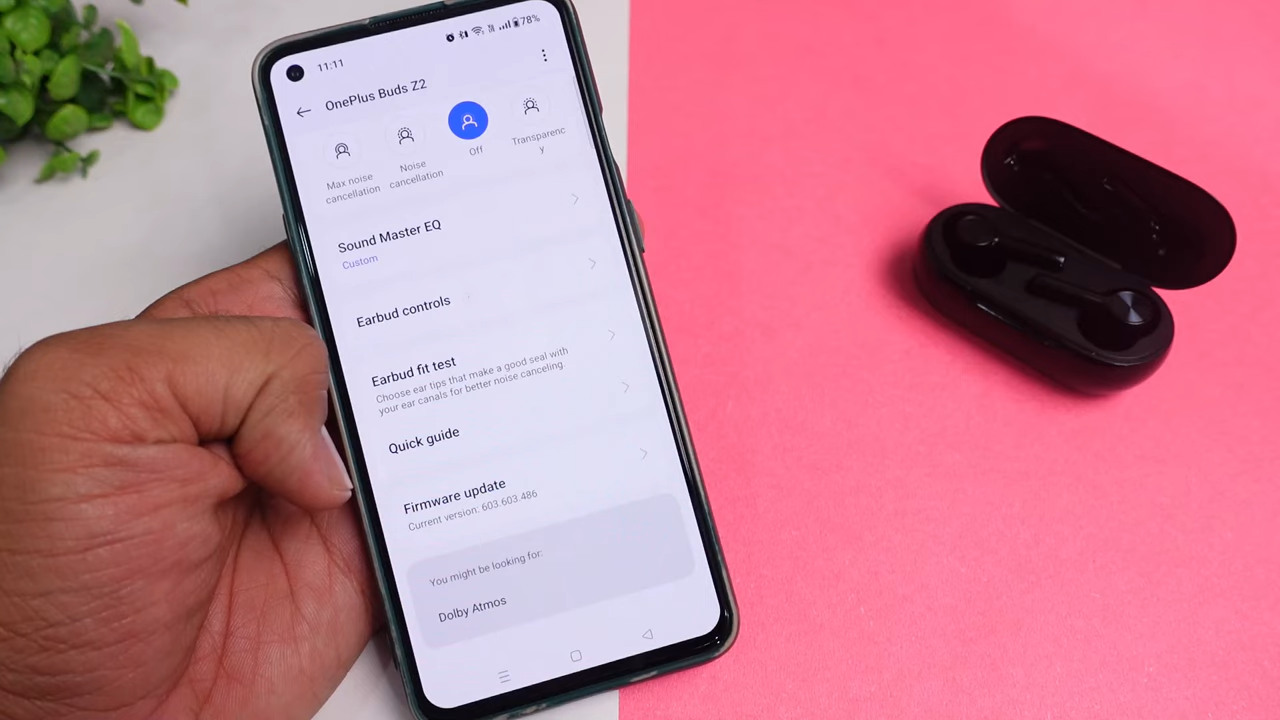 11:11
78%
OnePlus Buds Z2
Max noise
cancellation
Noise
cancellation
Off
Transparenc
y
Sound Master EQ
Custom
Earbud controls
Earbud fit test
Choose ear tips that make a good seal with
your ear canals for better noise canceling
Quick guide
Firmware update
Current version: 603.603.486
You might be looking for:
Dolby Atmos